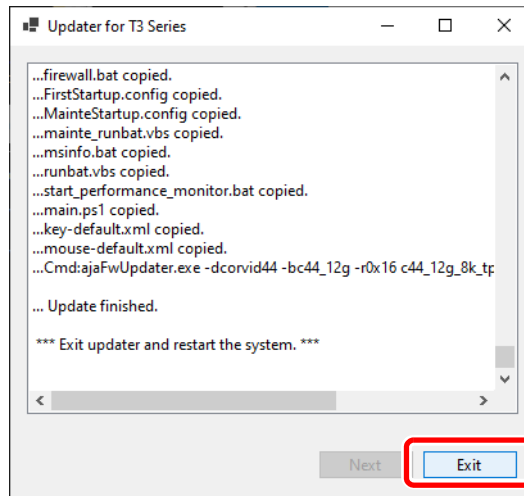 Updater for T3 Series
...firewall.bat copied.
...FirstStartup.config copied.
...MainteStartup.config copied.
...mainte_runbat.vbs copied.
...msinfo.bat copied.
...runbat.vbs copied.
...start_performance_monitor.bat copied.
...main.ps1 copied.
...key-default.xml copied.
...mouse-default.xml copied.
...Cmd:ajaFwUpdater.exe -dcorvid44 -bc44_12g -r0x16 c44_12g_8k_tp
... Update finished.
*** Exit updater and restart the system. ***
Next
Exit